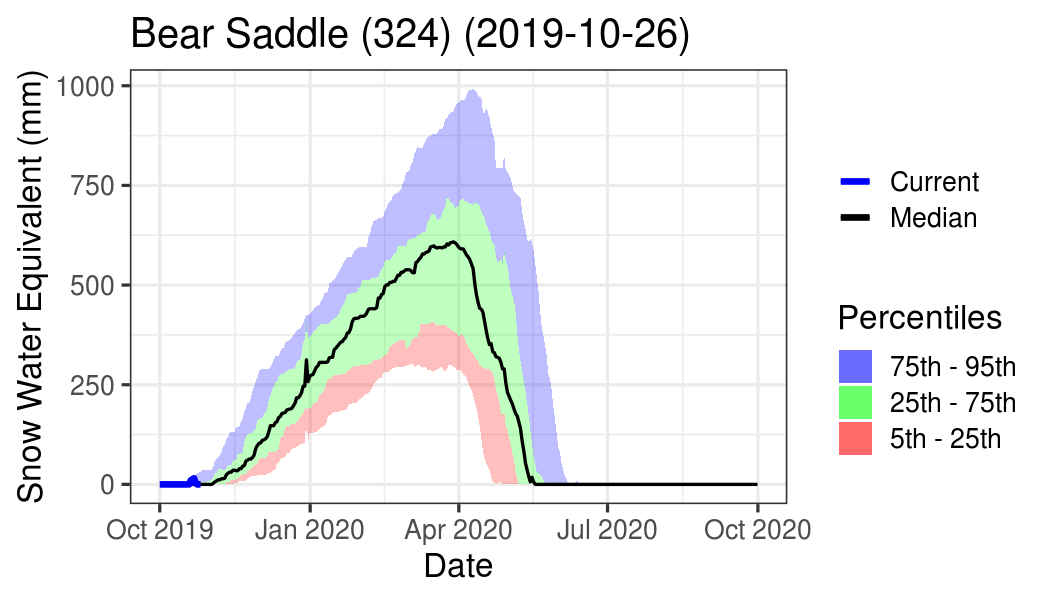 Bear Saddle (324) (2019-10-26)
Snow Water Equivalent (mm)
1000
750
500
250
0
Oct 2019 Jan 2020 Apr 2020 Jul 2020 Oct 2020
Date
Current
Median
Percentiles
75th - 95th
25th - 75th
5th - 25th